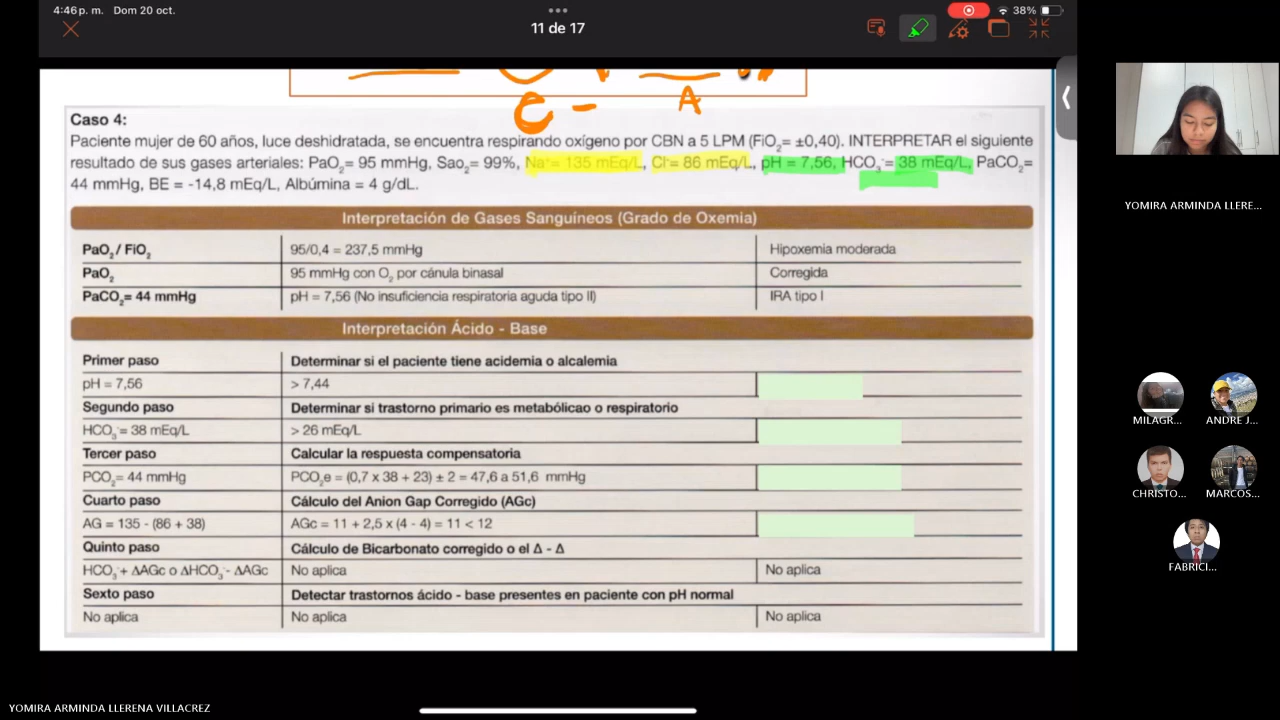 4:46 p. m. Dom 20 oct.
38%
11 de 17
C – A
Caso 4:
Paciente mujer de 60 años, luce deshidratada, se encuentra respirando oxígeno por CBN a 5 LPM (FiO₂= ±0,40). INTERPRETAR el siguiente
resultado de sus gases arteriales: PaO₂= 95 mmHg, Sao₂= 99%, Na⁺= 135 mEq/L, Cl⁻= 86 mEq/L, pH = 7,56, HCO₃⁻= 38 mEq/L, PaCO₂=
44 mmHg, BE = -14,8 mEq/L, Albúmina = 4 g/dL.
Interpretación de Gases Sanguíneos (Grado de Oxemia)
PaO₂/ FiO₂ 95/0,4 = 237,5 mmHg Hipoxemia moderada
PaO₂ 95 mmHg con O₂ por cánula binasal Corregida
PaCO₂= 44 mmHg pH = 7,56 (No insuficiencia respiratoria aguda tipo II) IRA tipo I
Interpretación Ácido - Base
Primer paso Determinar si el paciente tiene acidemia o alcalemia
pH = 7,56 > 7,44
Segundo paso Determinar si trastorno primario es metabólicao o respiratorio
HCO₃⁻= 38 mEq/L > 26 mEq/L
Tercer paso Calcular la respuesta compensatoria
PCO₂= 44 mmHg PCO₂e = (0,7 x 38 + 23) ± 2 = 47,6 a 51,6 mmHg
Cuarto paso Cálculo del Anion Gap Corregido (AGc)
AG = 135 - (86 + 38) AGc = 11 + 2,5 x (4 - 4) = 11 < 12
Quinto paso Cálculo de Bicarbonato corregido o el Δ - Δ
HCO₃⁻+ ΔAGc o ΔHCO₃⁻- ΔAGc No aplica No aplica
Sexto paso Detectar trastornos ácido - base presentes en paciente con pH normal
No aplica No aplica No aplica
YOMIRA ARMINDA LLERE...
MILAGR... ANDRE J...
CHRISTO... MARCOS...
FABRICI...
YOMIRA ARMINDA LLERENA VILLACREZ